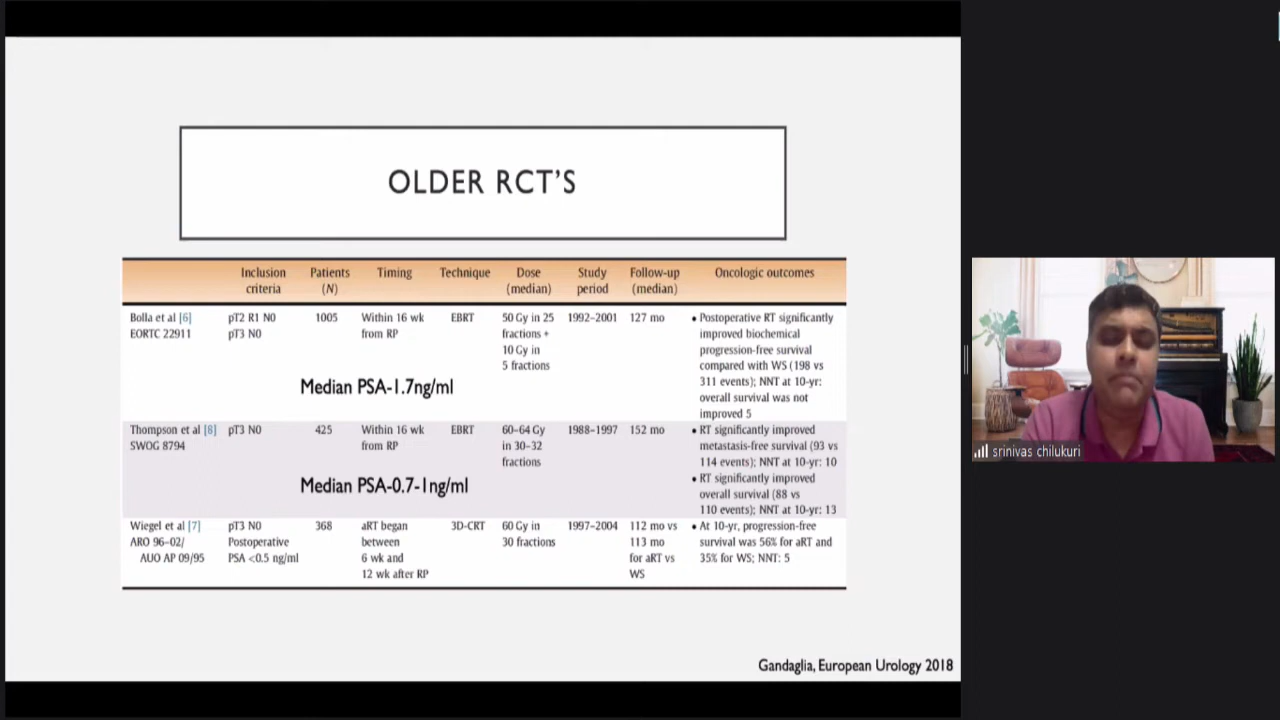 OLDER RCT'S
Inclusion criteria Patients (N) Timing Technique Dose (median) Study period Follow-up (median) Oncologic outcomes
Bolla et al [6] pT2 R1 N0 1005 Within 16 wk EBRT 50 Gy in 25 1992–2001 127 mo • Postoperative RT significantly
EORTC 22911 pT3 N0 from RP fractions + improved biochemical
10 Gy in progression-free survival
5 fractions compared with WS (198 vs
Median PSA-1.7ng/ml 311 events); NNT at 10-yr:
overall survival was not
improved 5
Thompson et al [8] pT3 N0 425 Within 16 wk EBRT 60–64 Gy 1988–1997 152 mo • RT significantly improved
SWOG 8794 from RP in 30–32 metastasis-free survival (93 vs
fractions 114 events); NNT at 10-yr: 10
Median PSA-0.7-1ng/ml • RT significantly improved
overall survival (88 vs
110 events); NNT at 10-yr: 13
Wiegel et al [7] pT3 N0 368 aRT began 3D-CRT 60 Gy in 1997–2004 112 mo vs • At 10-yr, progression-free
ARO 96–02/ Postoperative between 30 fractions 113 mo survival was 56% for aRT and
AUO AP 09/95 PSA <0.5 ng/ml 6 wk and for aRT vs 35% for WS; NNT: 5
12 wk after RP WS
Gandaglia, European Urology 2018
srinivas chilukuri